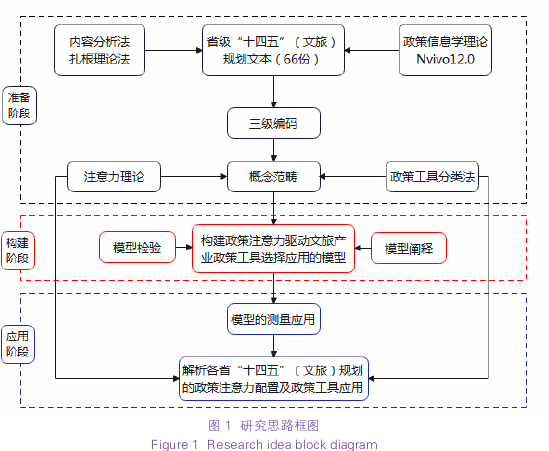 内容分析法
扎根理论法
省级“十四五”（文旅）
规划文本（66份）
政策信息学理论
Nvivo12.0
准备
阶段
三级编码
注意力理论
概念范畴
政策工具分类法
构建
阶段
模型检验
构建政策注意力驱动文旅产
业政策工具选择应用的模型
模型阐释
应用
阶段
模型的测量应用
解析各省“十四五”（文旅）规划
的政策注意力配置及政策工具应用
图 1 研究思路框图
Figure 1 Research idea block diagram